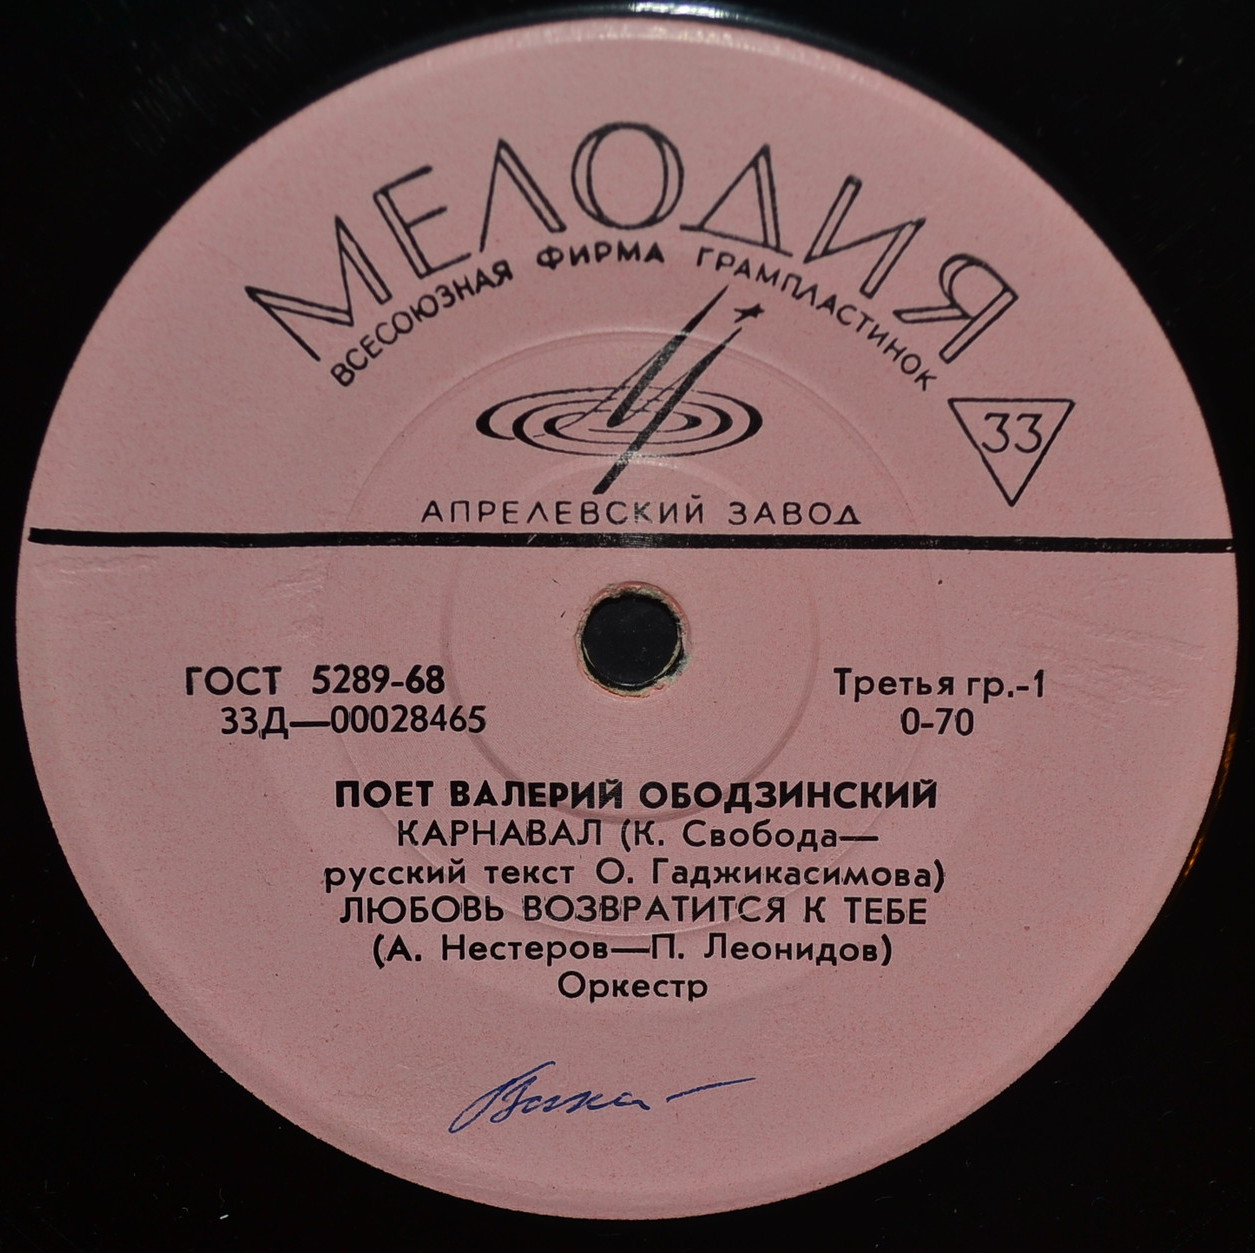 МЕЛОДИЯ
ВСЕСОЮЗНАЯ ФИРМА ГРАМПЛАСТИНОК
33
АПРЕЛЕВСКИЙ ЗАВОД
ГОСТ 5289-68
Третья гр.-1
33Д—00028465
0-70
ПОЕТ ВАЛЕРИЙ ОБОДЗИНСКИЙ
КАРНАВАЛ (К. Свобода—
русский текст О. Гаджикасимова)
ЛЮБОВЬ ВОЗВРАТИТСЯ К ТЕБЕ
(А. Нестеров—П. Леонидов)
Оркестр